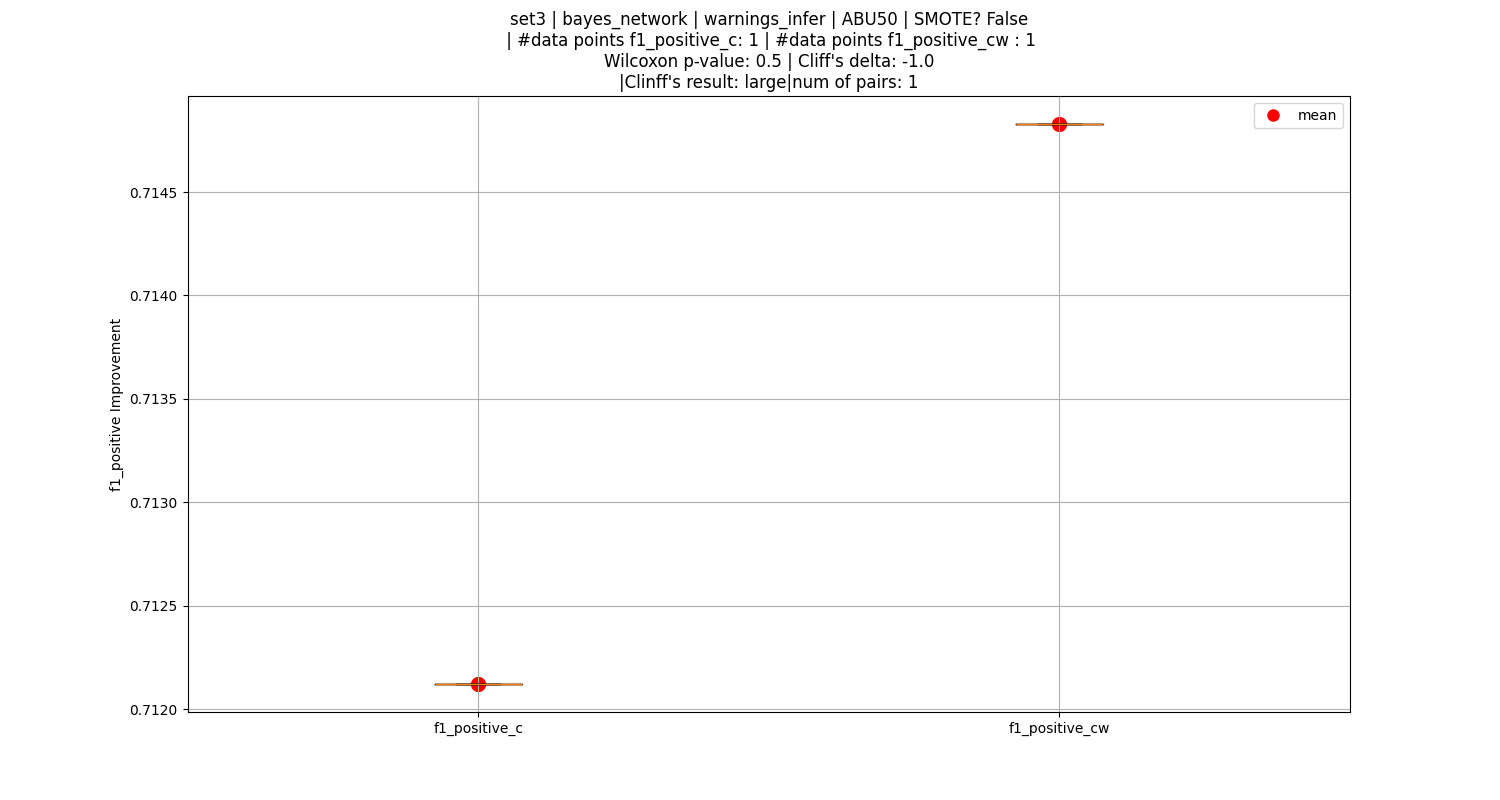 set3 | bayes_network | warnings_infer | ABU50 | SMOTE? False
| #data points f1_positive_c: 1 | #data points f1_positive_cw : 1
Wilcoxon p-value: 0.5 | Cliff's delta: -1.0
|Clinff's result: large|num of pairs: 1
mean
f1_positive Improvement
0.7145
0.7140
0.7135
0.7130
0.7125
0.7120
f1_positive_c
f1_positive_cw